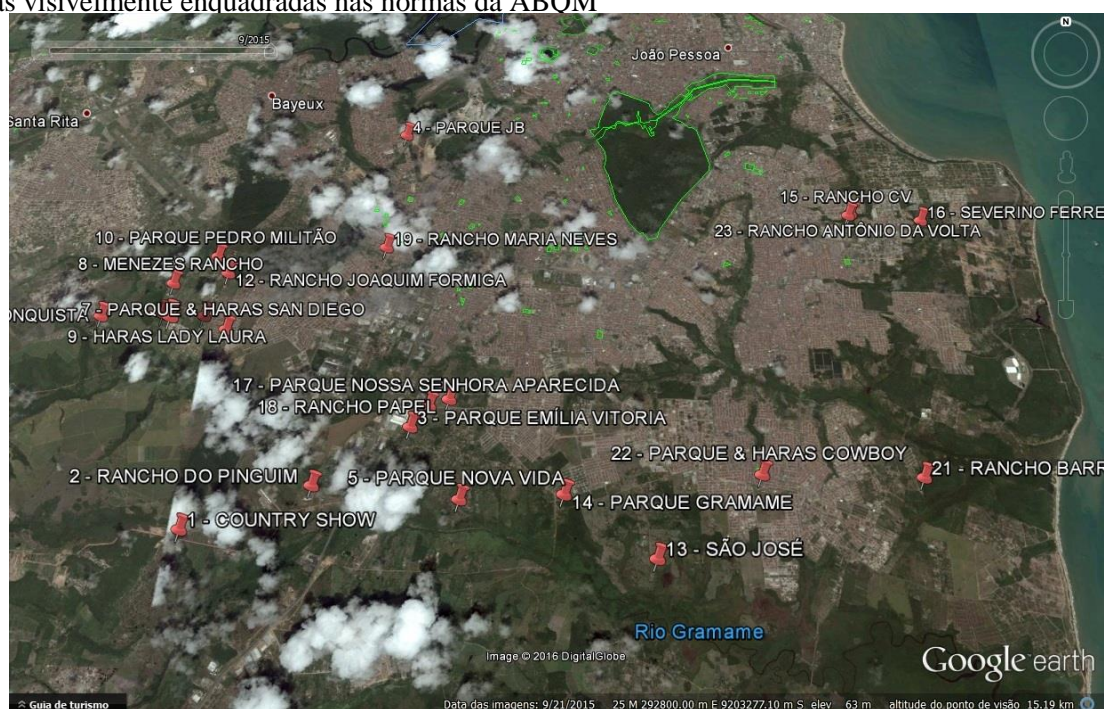 as visivelmente enquadradas nas normas da ABQM
9/2015
N
João Pessoa
Bayeux
Santa Rita
4 - PARQUE JB
15 - RANCHO CV
16 - SEVERINO FERRE
23 - RANCHO ANTÔNIO DA VOLTA
10 - PARQUE PEDRO MILITÃO
19 - RANCHO MARIA NEVES
8 - MENEZES RANCHO
12 - RANCHO JOAQUIM FORMIGA
ONQUISTA
7 - PARQUE & HARAS SAN DIEGO
9 - HARAS LADY LAURA
17 - PARQUE NOSSA SENHORA APARECIDA
18 - RANCHO PAPEL
3 - PARQUE EMÍLIA VITORIA
22 - PARQUE & HARAS COWBOY
2 - RANCHO DO PINGUIM
5 - PARQUE NOVA VIDA
21 - RANCHO BARR
14 - PARQUE GRAMAME
1 - COUNTRY SHOW
13 - SÃO JOSÉ
Rio Gramame
Image © 2016 DigitalGlobe
Google earth
Guia de turismo
Data das imagens: 9/21/2015 25 M 292800.00 m E 9203277.10 m S elev 63 m altitude do ponto de visão 15.19 km